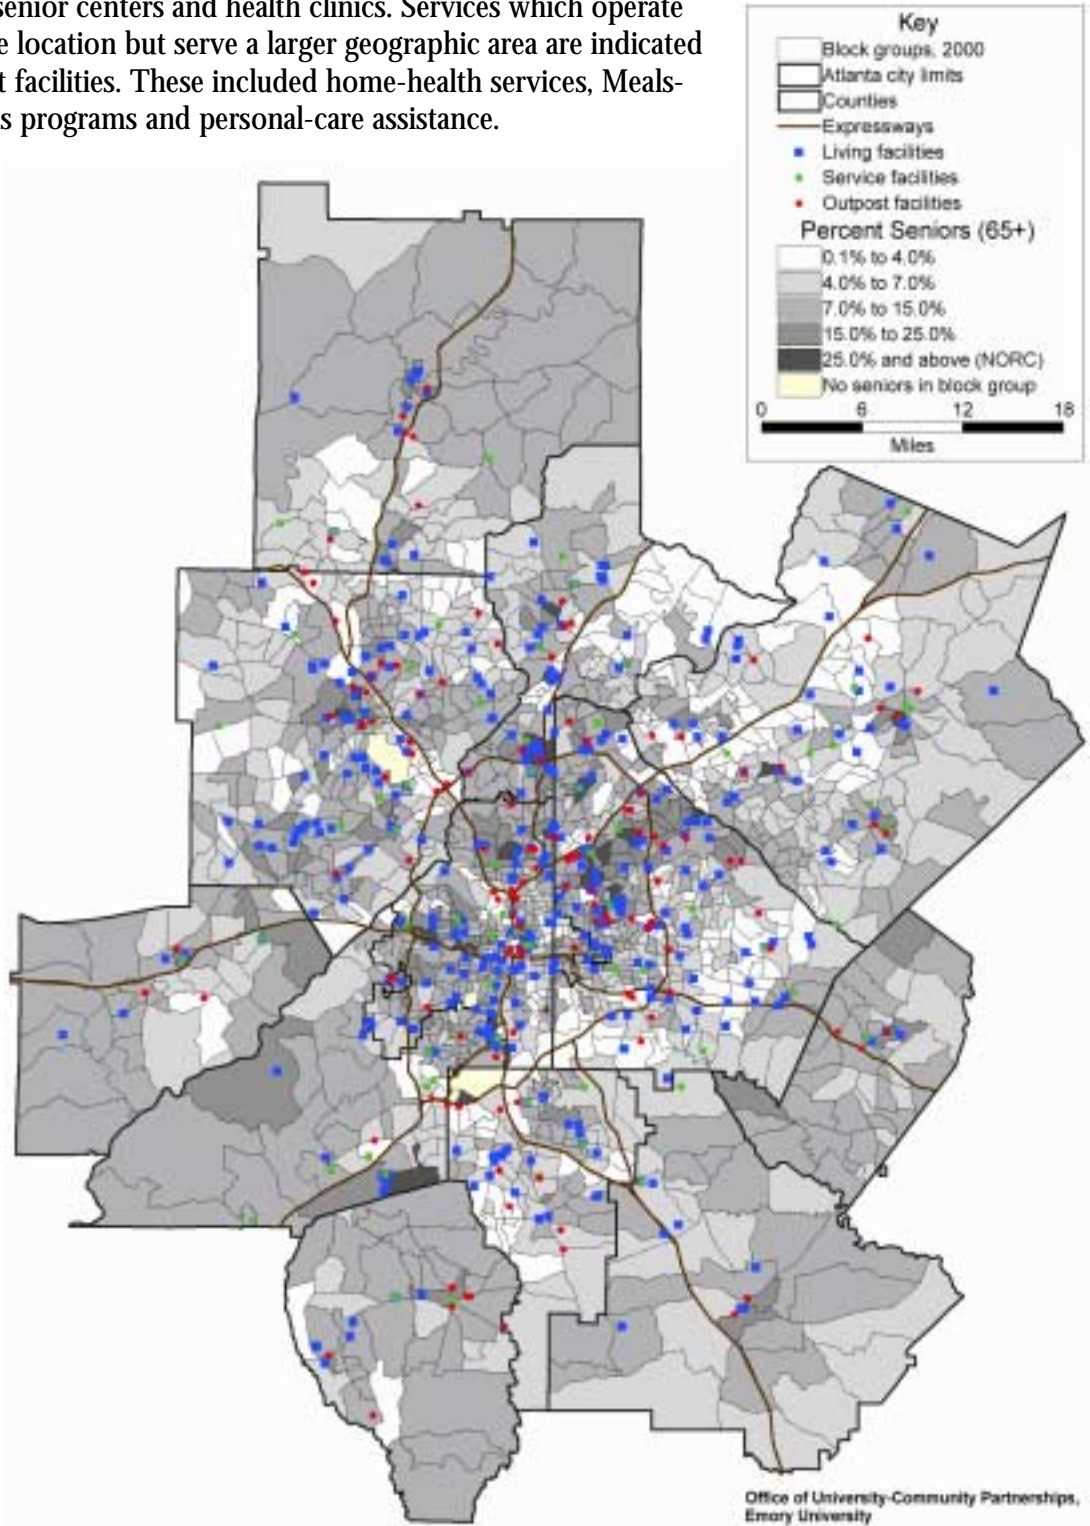 senior centers and health clinics. Services which operate
e location but serve a larger geographic area are indicated
t facilities. These included home-health services, Meals-
s programs and personal-care assistance.
Key
Block groups, 2000
Atlanta city limits
Counties
Expressways
Living facilities
Service facilities
Outpost facilities
Percent Seniors (65+)
0.1% to 4.0%
4.0% to 7.0%
7.0% to 15.0%
15.0% to 25.0%
25.0% and above (NORC)
No seniors in block group
0 6 12 18
Miles
Office of University-Community Partnerships,
Emory University